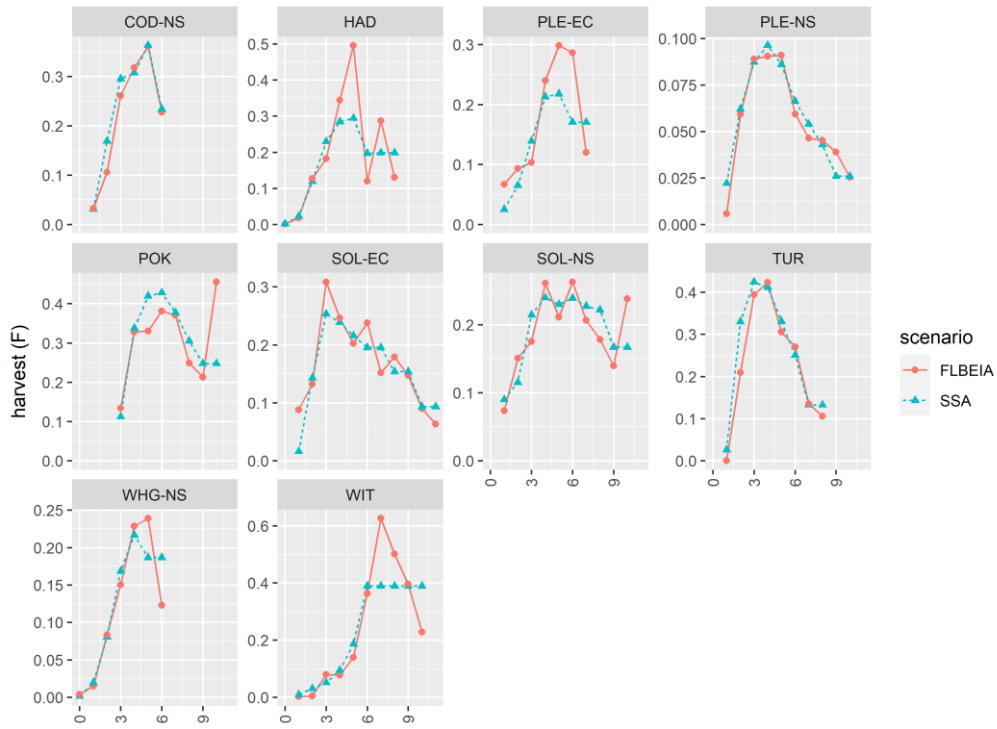 COD-NS HAD PLE-EC PLE-NS
0.3 0.2 0.1 0.0
0.5 0.4 0.3 0.2 0.1 0.0
0.3 0.2 0.1 0.0
0.100 0.075 0.050 0.025 0.000
POK SOL-EC SOL-NS TUR
0.4 0.3 0.2 0.1 0.0
0.3 0.2 0.1 0.0
0.2 0.1 0.0
0.4 0.3 0.2 0.1 0.0
0 3 6 9
0 3 6 9
harvest (F)
scenario
FLBEIA
SSA
WHG-NS WIT
0.25 0.20 0.15 0.10 0.05 0.00
0.6 0.4 0.2 0.0
0 3 6 9
0 3 6 9